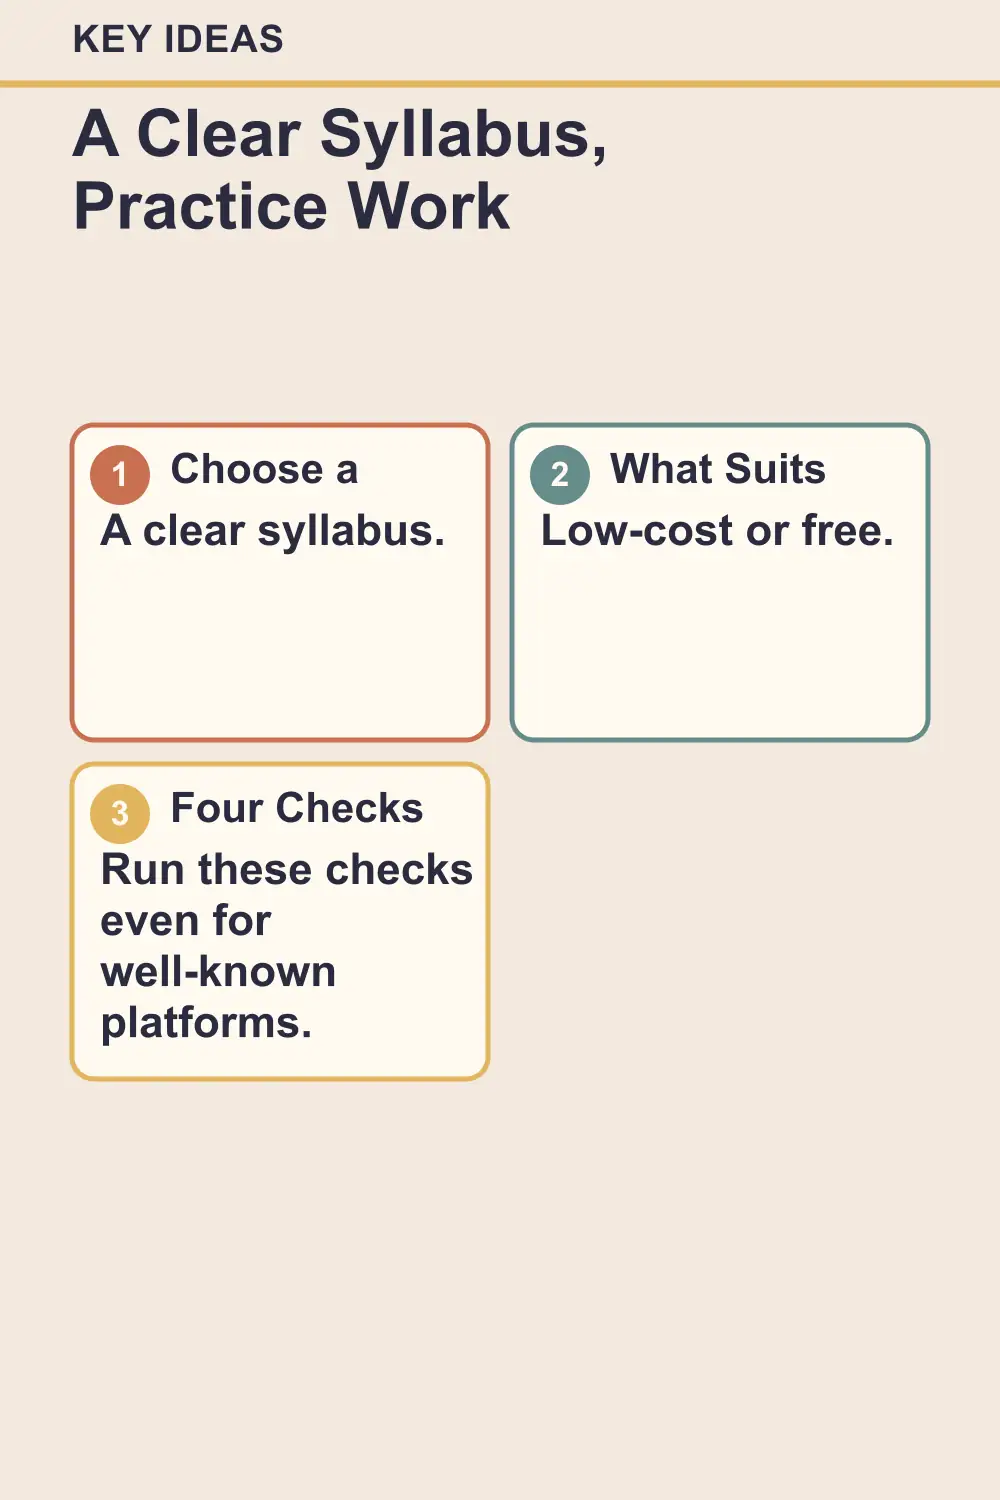 KEY IDEAS
A Clear Syllabus,
Practice Work
1 Choose a
A clear syllabus.
2 What Suits
Low-cost or free.
3 Four Checks
Run these checks
even for
well-known
platforms.